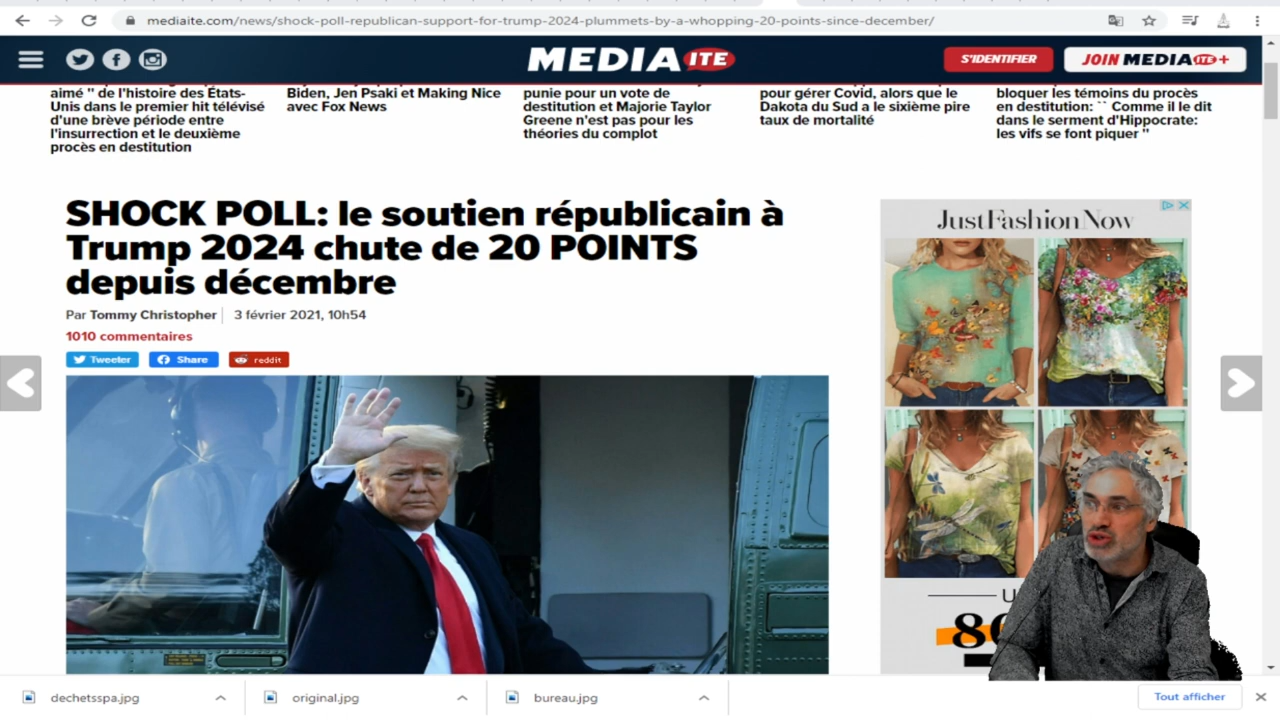 mediaite.com/news/shock-poll-republican-support-for-trump-2024-plummets-by-a-whopping-20-points-since-december/
MEDIAITE
S'IDENTIFIER
JOIN MEDIAITE+
aimé " de l'histoire des États-
Unis dans le premier hit télévisé
d'une brève période entre
l'insurrection et le deuxième
procès en destitution
Biden, Jen Psaki et Making Nice
avec Fox News
punie pour un vote de
destitution et Majorie Taylor
Greene n'est pas pour les
théories du complot
pour gérer Covid, alors que le
Dakota du Sud a le sixième pire
taux de mortalité
bloquer les témoins du procès
en destitution: `` Comme il le dit
dans le serment d'Hippocrate:
les vifs se font piquer "
SHOCK POLL: le soutien républicain à
Trump 2024 chute de 20 POINTS
depuis décembre
Par Tommy Christopher
3 février 2021, 10h54
1010 commentaires
Tweeter
Share
reddit
JustFashionNow
dechetsspa.jpg
original.jpg
bureau.jpg
Tout afficher